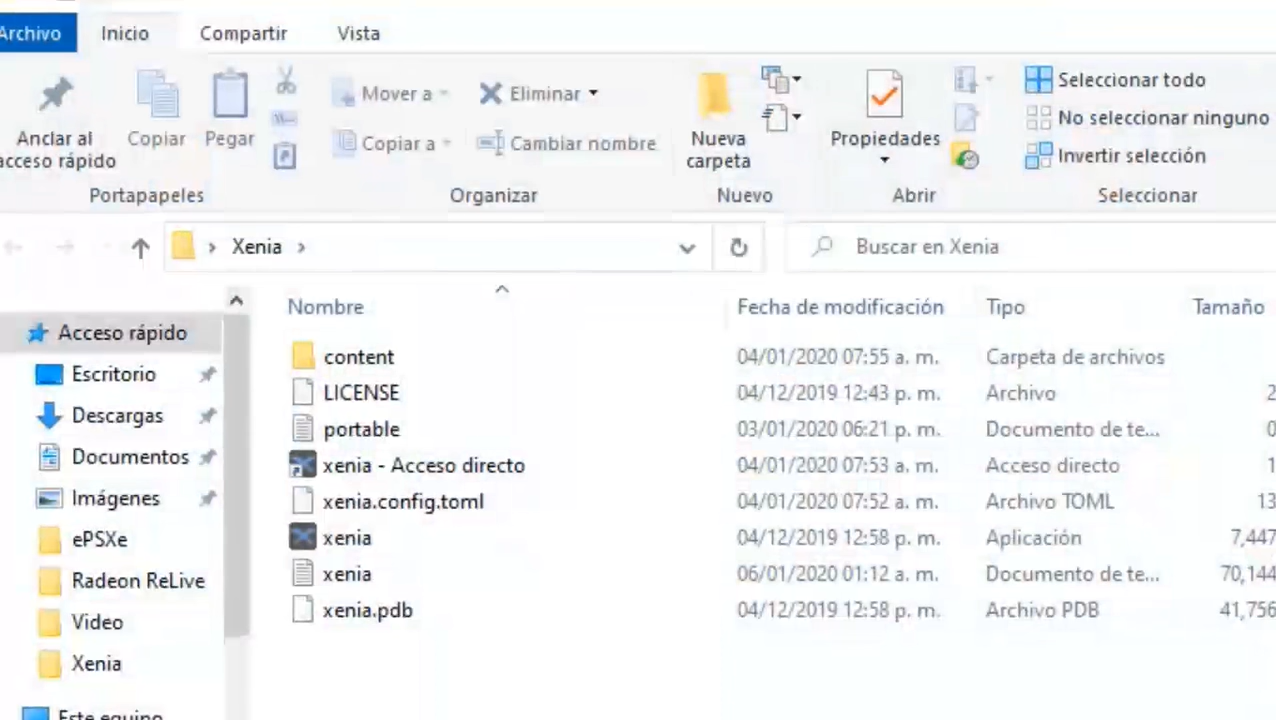 Archivo Inicio Compartir Vista
Anclar al acceso rápido
Copiar
Pegar
Mover a
Copiar a
Eliminar
Cambiar nombre
Nueva carpeta
Propiedades
Seleccionar todo
No seleccionar ninguno
Invertir selección
Portapapeles Organizar Nuevo Abrir Seleccionar
Xenia
Buscar en Xenia
Nombre Fecha de modificación Tipo Tamaño
content 04/01/2020 07:55 a. m. Carpeta de archivos
LICENSE 04/12/2019 12:43 p. m. Archivo 2
portable 03/01/2020 06:21 p. m. Documento de te... 0
xenia - Acceso directo 04/01/2020 07:53 a. m. Acceso directo 1
xenia.config.toml 04/01/2020 07:52 a. m. Archivo TOML 13
xenia 04/12/2019 12:58 p. m. Aplicación 7,447
xenia 06/01/2020 01:12 a. m. Documento de te... 70,144
xenia.pdb 04/12/2019 12:58 p. m. Archivo PDB 41,756
Acceso rápido
Escritorio
Descargas
Documentos
Imágenes
ePSXe
Radeon ReLive
Video
Xenia
Este equipo